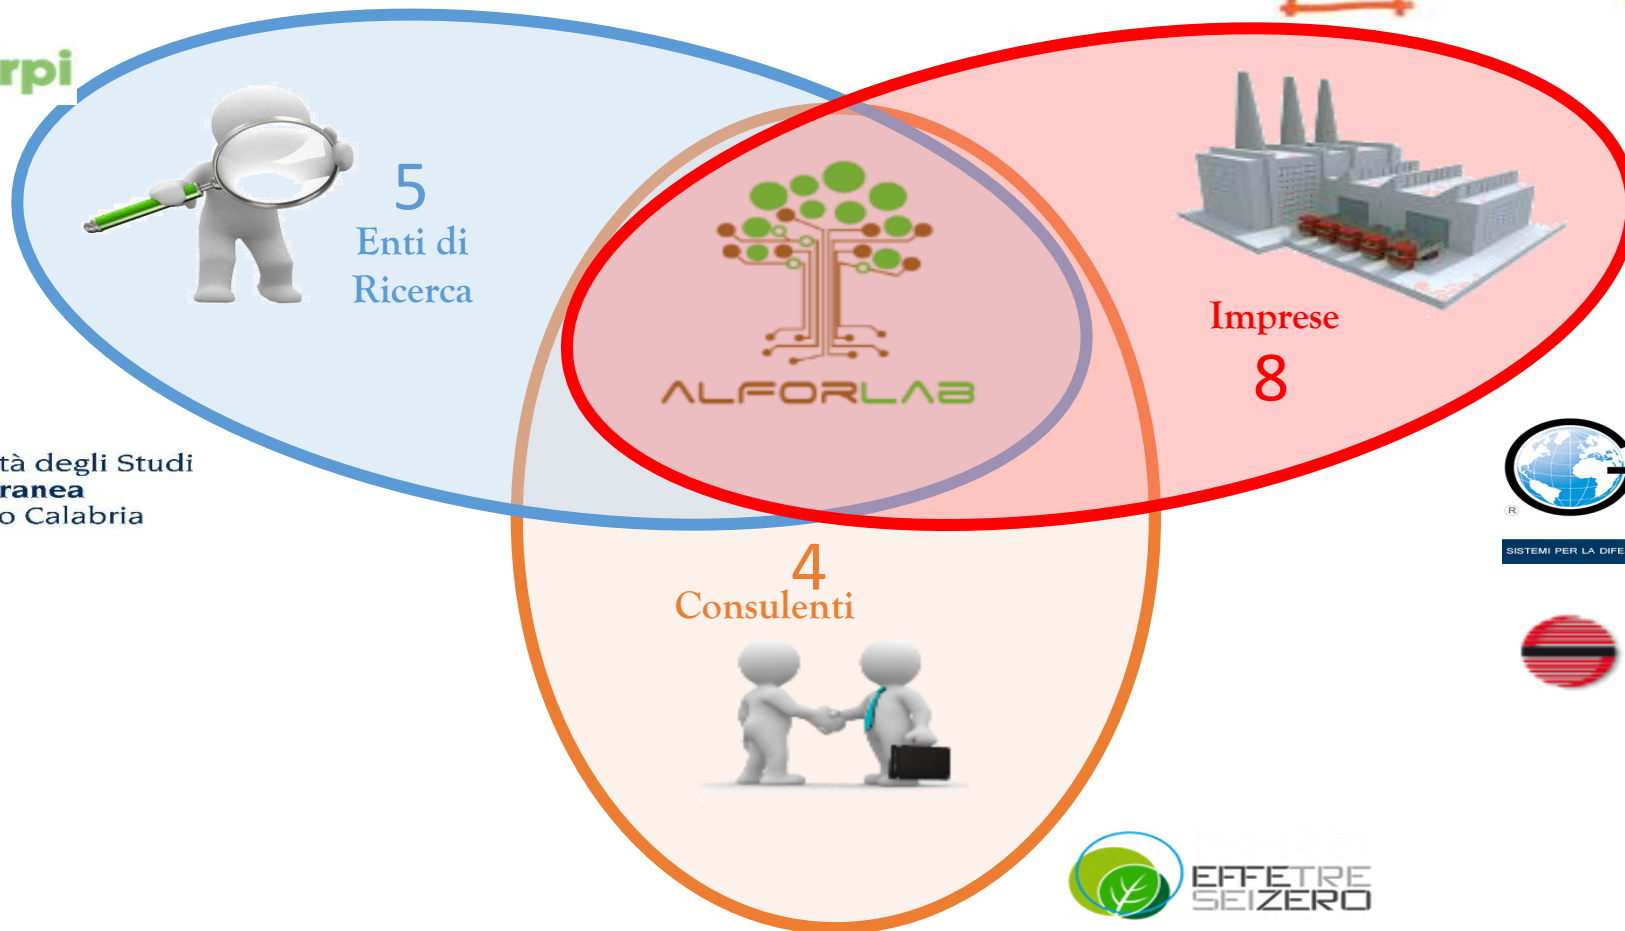 rpi
5
Enti di
Ricerca
ALFORLAB
Imprese
8
tà degli Studi
ranea
o Calabria
G
®
SISTEMI PER LA DIFE
4
Consulenti
EFFETRE
SEIZERO